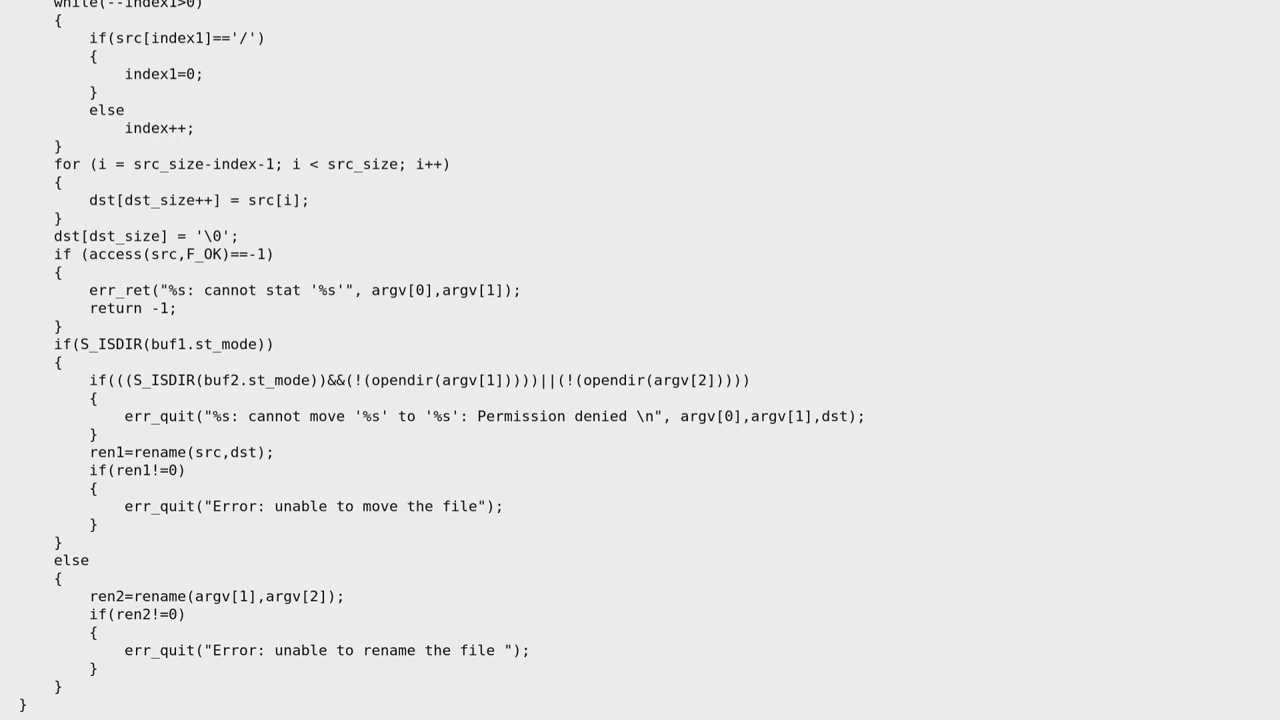 while(--index1>0)
{
if(src[index1]=='/')
{
index1=0;
}
else
index++;
}
for (i = src_size-index-1; i < src_size; i++)
{
dst[dst_size++] = src[i];
}
dst[dst_size] = '\0';
if (access(src,F_OK)==-1)
{
err_ret("%s: cannot stat '%s'", argv[0],argv[1]);
return -1;
}
if(S_ISDIR(buf1.st_mode))
{
if(((S_ISDIR(buf2.st_mode))&&(!(opendir(argv[1]))))||(!(opendir(argv[2]))))
{
err_quit("%s: cannot move '%s' to '%s': Permission denied \n", argv[0],argv[1],dst);
}
ren1=rename(src,dst);
if(ren1!=0)
{
err_quit("Error: unable to move the file");
}
}
else
{
ren2=rename(argv[1],argv[2]);
if(ren2!=0)
{
err_quit("Error: unable to rename the file ");
}
}
}